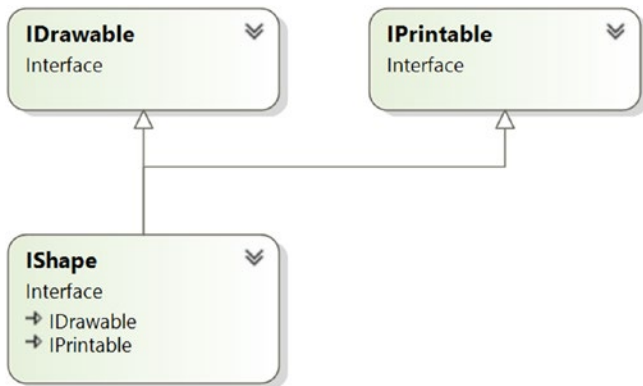 IDrawable
Interface
IPrintable
Interface
IShape
Interface
IDrawable
IPrintable